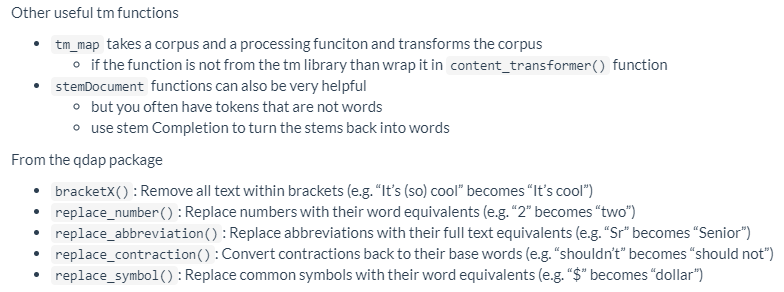 Other useful tm functions
• tm_map takes a corpus and a processing funciton and transforms the corpus
◦ if the function is not from the tm library than wrap it in content_transformer() function
• stemDocument functions can also be very helpful
◦ but you often have tokens that are not words
◦ use stem Completion to turn the stems back into words
From the qdap package
• bracketX() : Remove all text within brackets (e.g. “It’s (so) cool” becomes “It’s cool”)
• replace_number() : Replace numbers with their word equivalents (e.g. “2” becomes “two”)
• replace_abbreviation() : Replace abbreviations with their full text equivalents (e.g. “Sr” becomes “Senior”)
• replace_contraction() : Convert contractions back to their base words (e.g. “shouldn’t” becomes “should not”)
• replace_symbol() : Replace common symbols with their word equivalents (e.g. “$” becomes “dollar”)